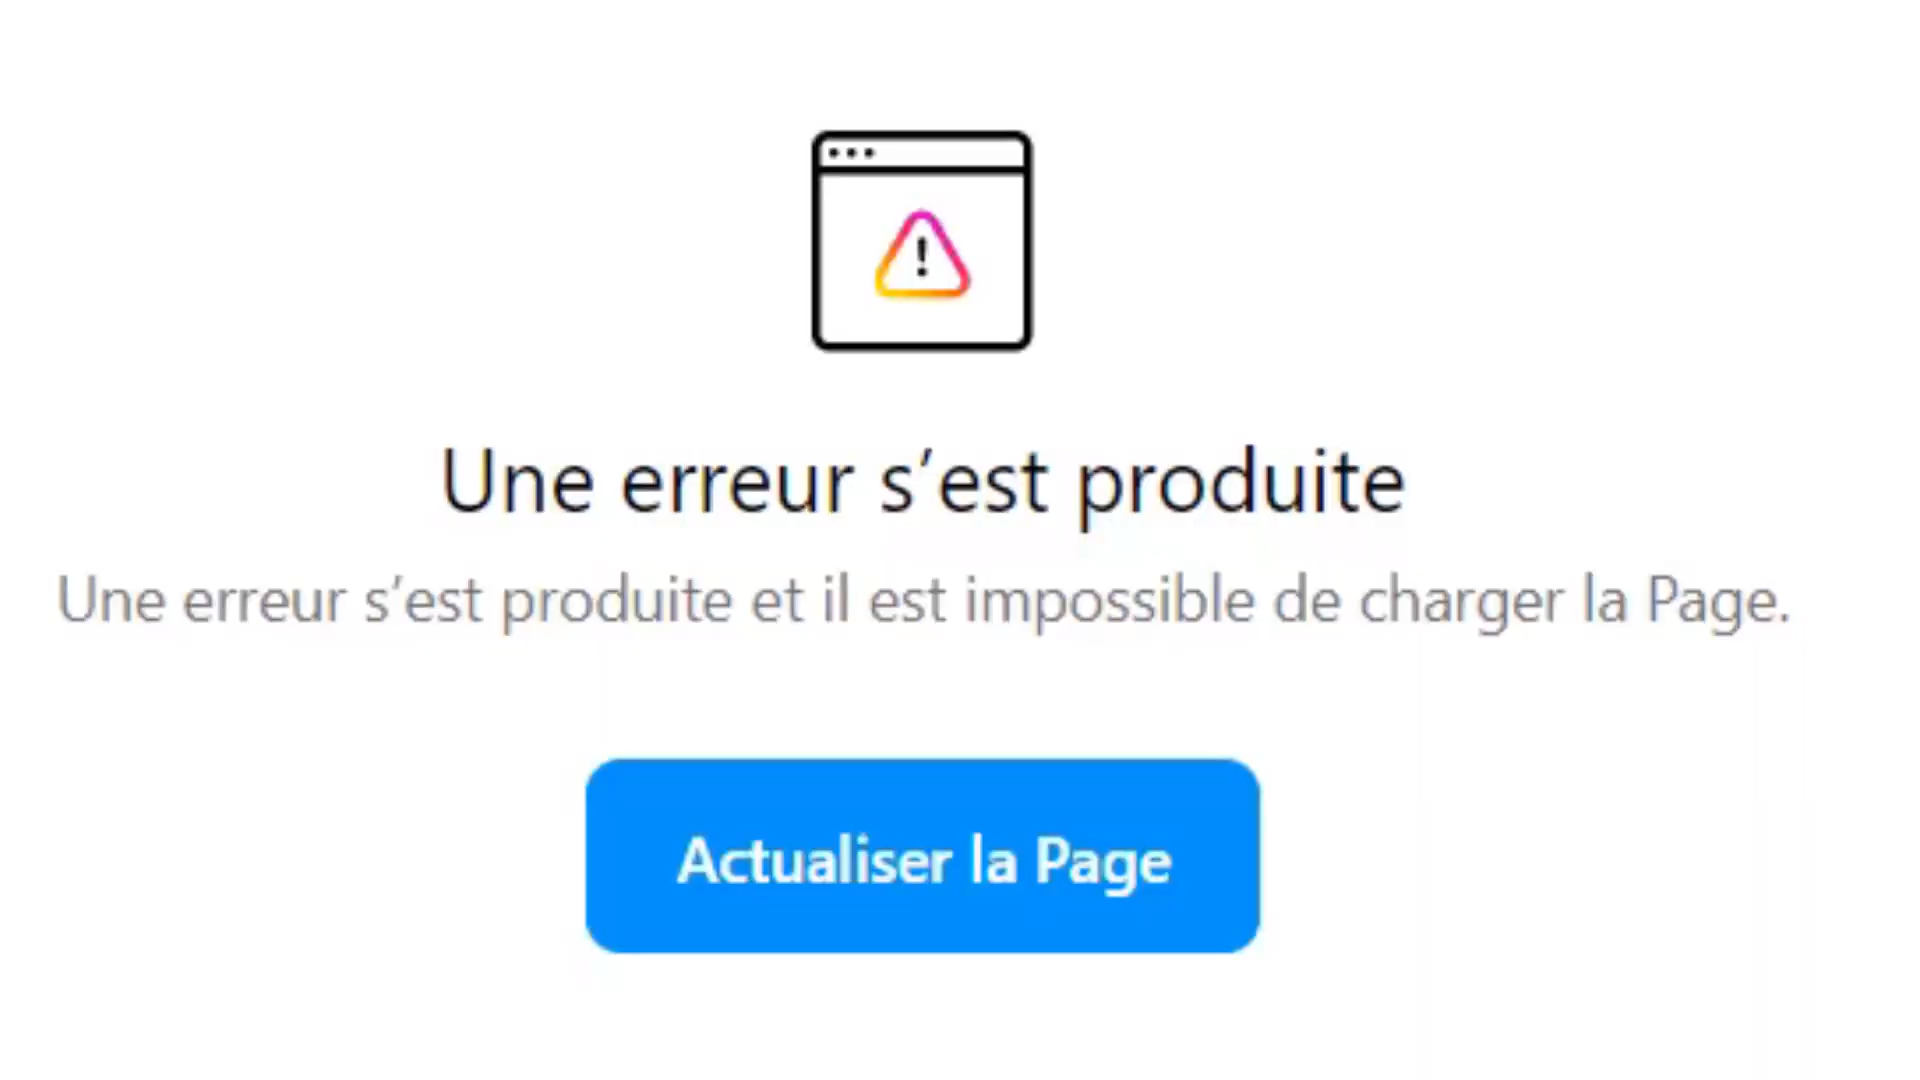 Une erreur s’est produite
Une erreur s’est produite et il est impossible de charger la Page.
Actualiser la Page